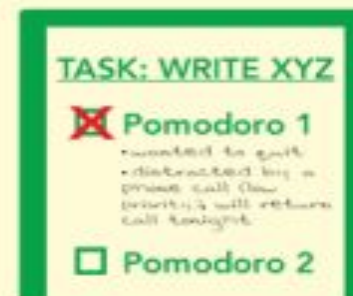 TASK: WRITE XYZ
Pomodoro 1
• wanted to quit
• distracted by a
phone call (low
priority; will return
call tonight
Pomodoro 2